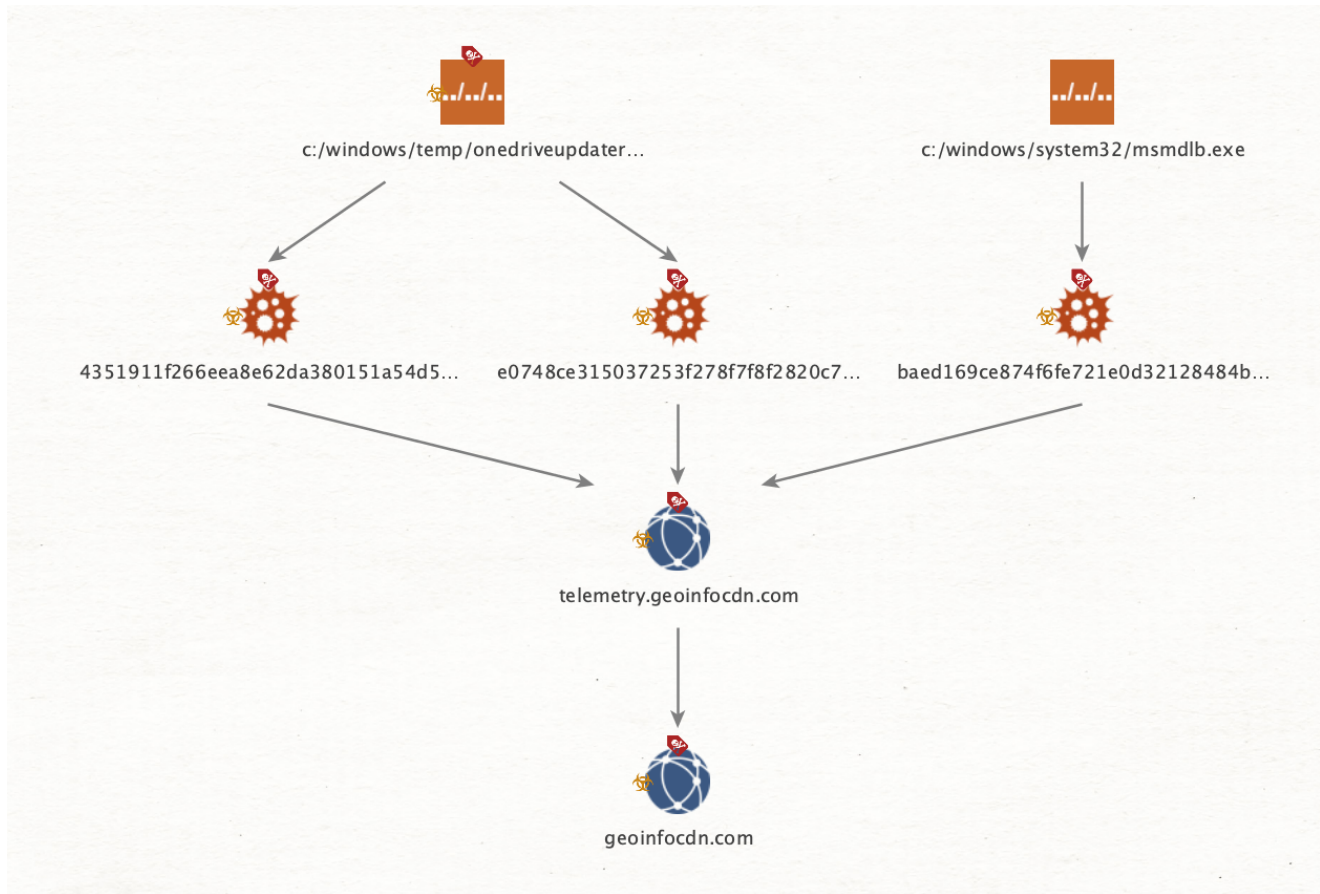 ../../..
../../..
c:/windows/temp/onedriveupdater...
c:/windows/system32/msmdlb.exe
4351911f266eea8e62da380151a54d5...
e0748ce315037253f278f7f8f2820c7...
baed169ce874f6fe721e0d32128484b...
telemetry.geoinfocdn.com
geoinfocdn.com